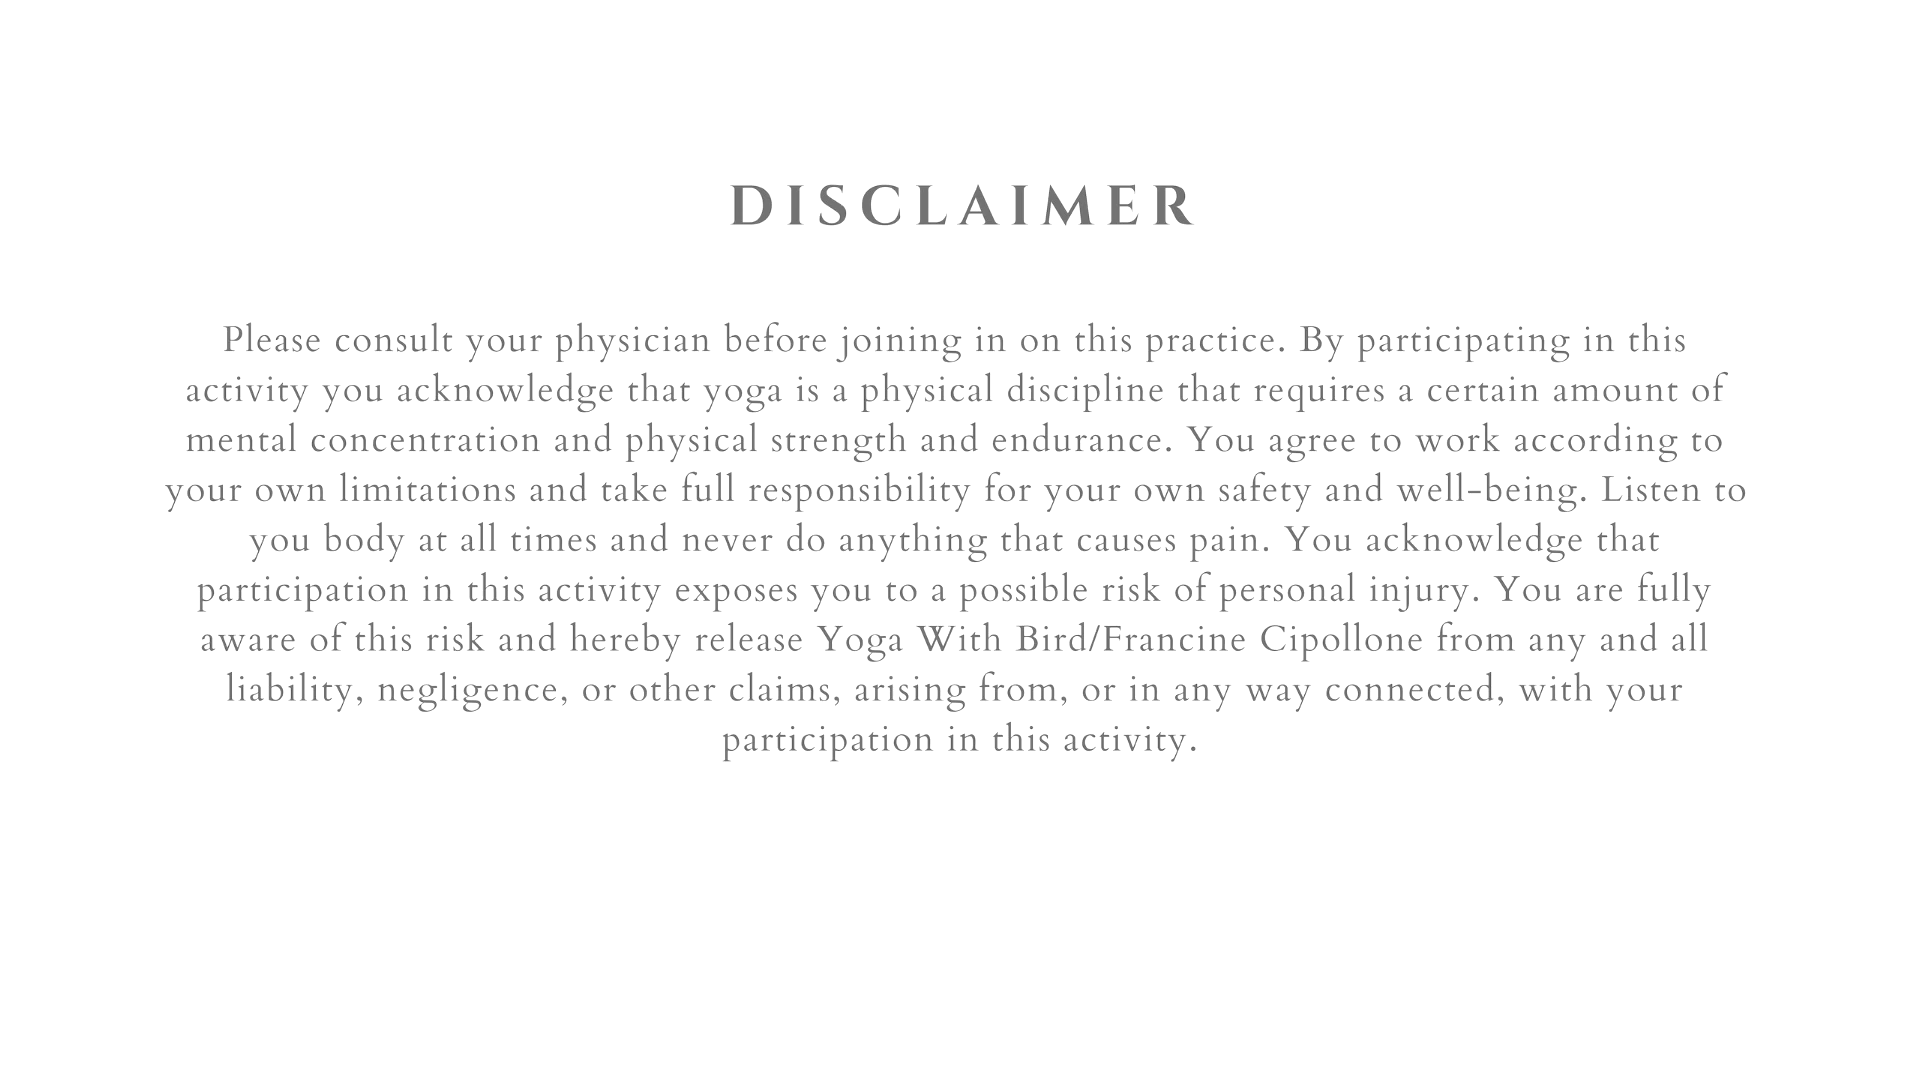 DISCLAIMER
Please consult your physician before joining in on this practice. By participating in this
activity you acknowledge that yoga is a physical discipline that requires a certain amount of
mental concentration and physical strength and endurance. You agree to work according to
your own limitations and take full responsibility for your own safety and well-being. Listen to
you body at all times and never do anything that causes pain. You acknowledge that
participation in this activity exposes you to a possible risk of personal injury. You are fully
aware of this risk and hereby release Yoga With Bird/Francine Cipollone from any and all
liability, negligence, or other claims, arising from, or in any way connected, with your
participation in this activity.